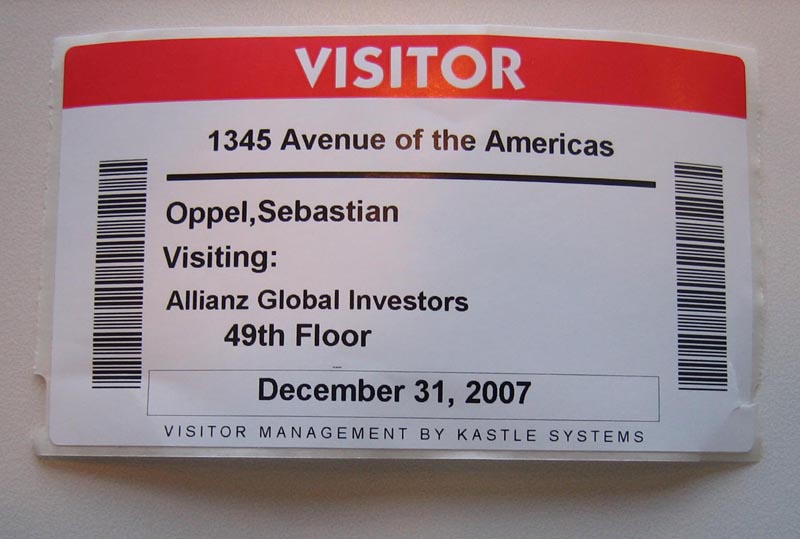 VISITOR
1345 Avenue of the Americas
Oppel,Sebastian
Visiting:
Allianz Global Investors
49th Floor
December 31, 2007
VISITOR MANAGEMENT BY KASTLE SYSTEMS